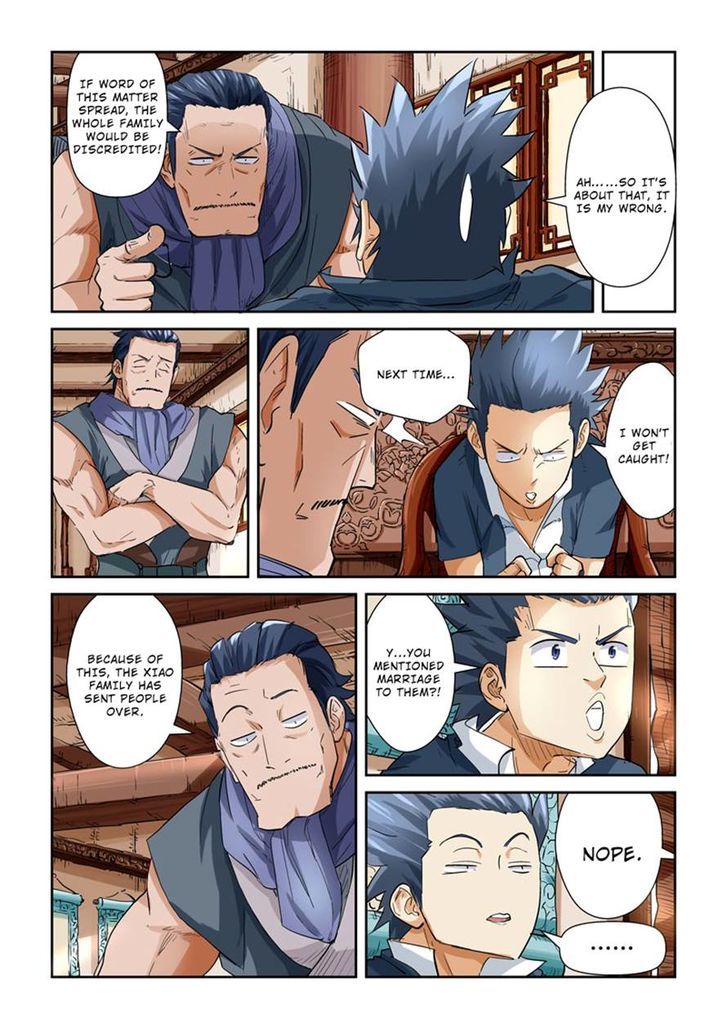 IF WORD OF
THIS MATTER
SPREAD, THE
WHOLE FAMILY
WOULD BE
DISCREDITED!
AH......SO IT'S
ABOUT THAT, IT
IS MY WRONG.
NEXT TIME...
I WON'T
GET
CAUGHT!
BECAUSE OF
THIS, THE XIAO
FAMILY HAS
SENT PEOPLE
OVER.
Y...YOU
MENTIONED
MARRIAGE
TO THEM?!
NOPE.
......